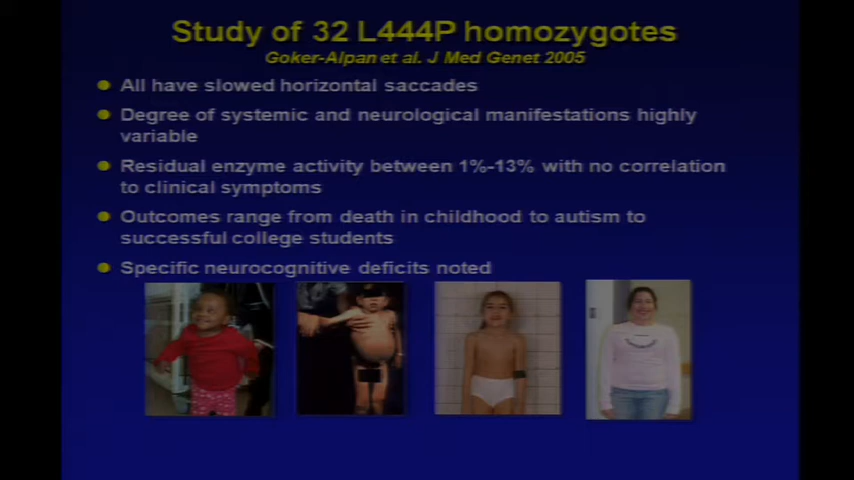 Study of 32 L444P homozygotes
Goker-Alpan et al. J Med Genet 2005
All have slowed horizontal saccades
Degree of systemic and neurological manifestations highly
variable
Residual enzyme activity between 1%-13% with no correlation
to clinical symptoms
Outcomes range from death in childhood to autism to
successful college students
Specific neurocognitive deficits noted